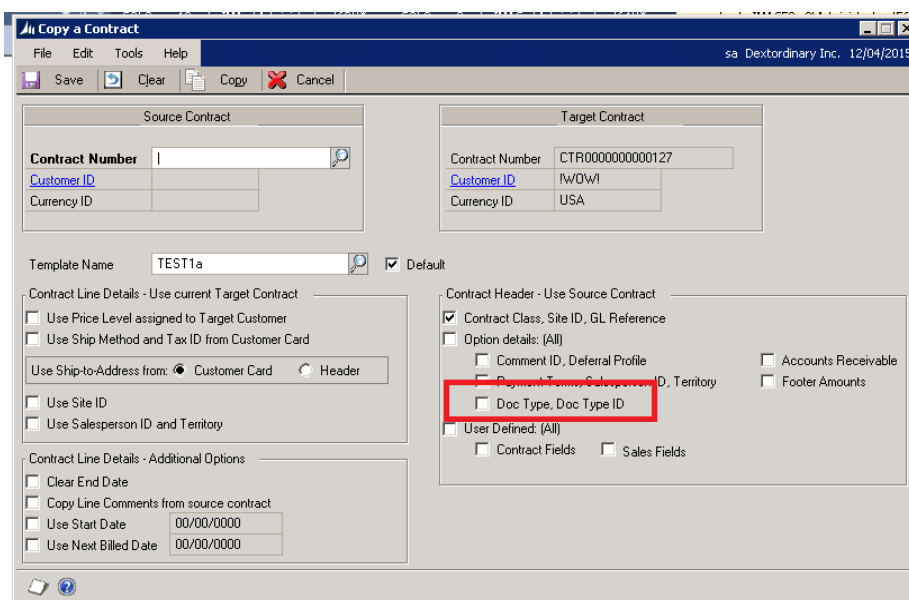 Copy a Contract
File Edit Tools Help sa Dextordinary Inc. 12/04/2015
Save Clear Copy Cancel
Source Contract Target Contract
Contract Number Contract Number CTR0000000000127
Customer ID Customer ID !WOW!
Currency ID Currency ID USA
Template Name TEST1a Default
Contract Line Details - Use current Target Contract
Use Price Level assigned to Target Customer
Use Ship Method and Tax ID from Customer Card
Use Ship-to-Address from: Customer Card Header
Use Site ID
Use Salesperson ID and Territory
Contract Line Details - Additional Options
Clear End Date
Copy Line Comments from source contract
Use Start Date 00/00/0000
Use Next Billed Date 00/00/0000
Contract Header - Use Source Contract
Contract Class, Site ID, GL Reference
Option details: (All)
Comment ID, Deferral Profile Accounts Receivable
Payment Terms, Salesperson ID, Territory Footer Amounts
Doc Type, Doc Type ID
User Defined: (All)
Contract Fields Sales Fields